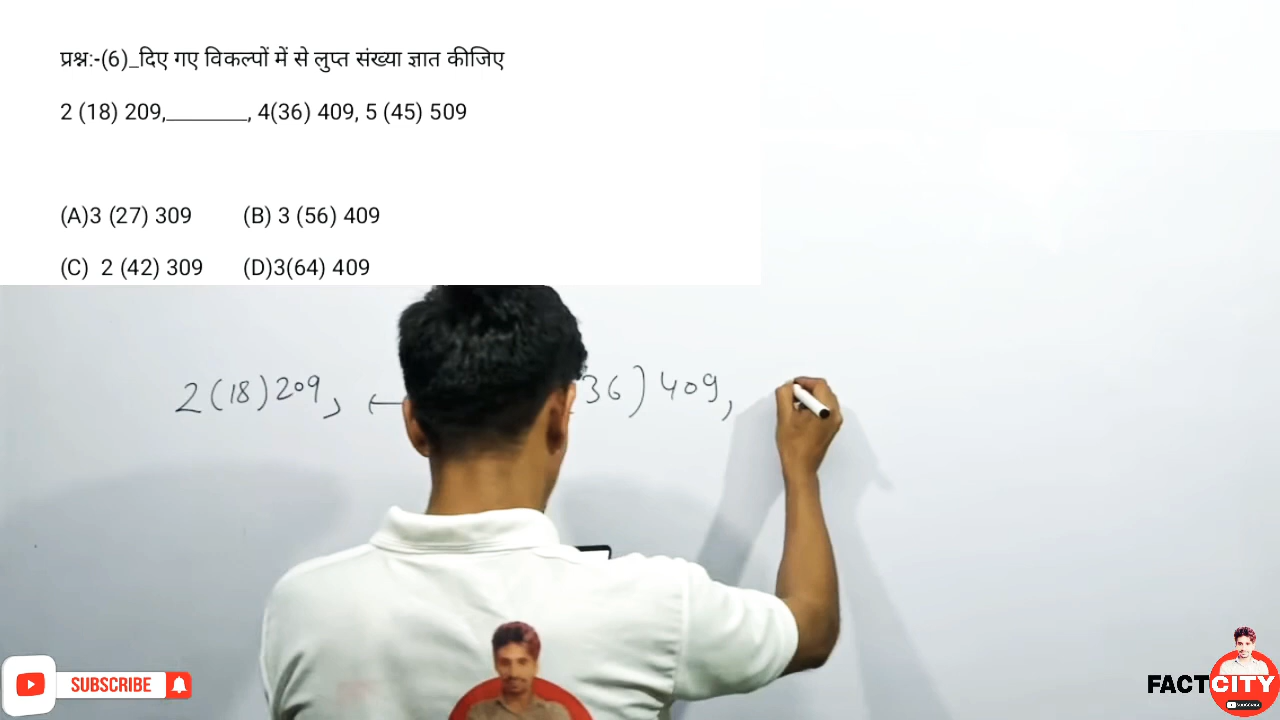 प्रश्न:-(6)_दिए गए विकल्पों में से लुप्त संख्या ज्ञात कीजिए
2 (18) 209,_______, 4(36) 409, 5 (45) 509
(A)3 (27) 309 (B) 3 (56) 409
(C) 2 (42) 309 (D)3(64) 409
2(18)209, 36) 409,
SUBSCRIBE
FACTCITY